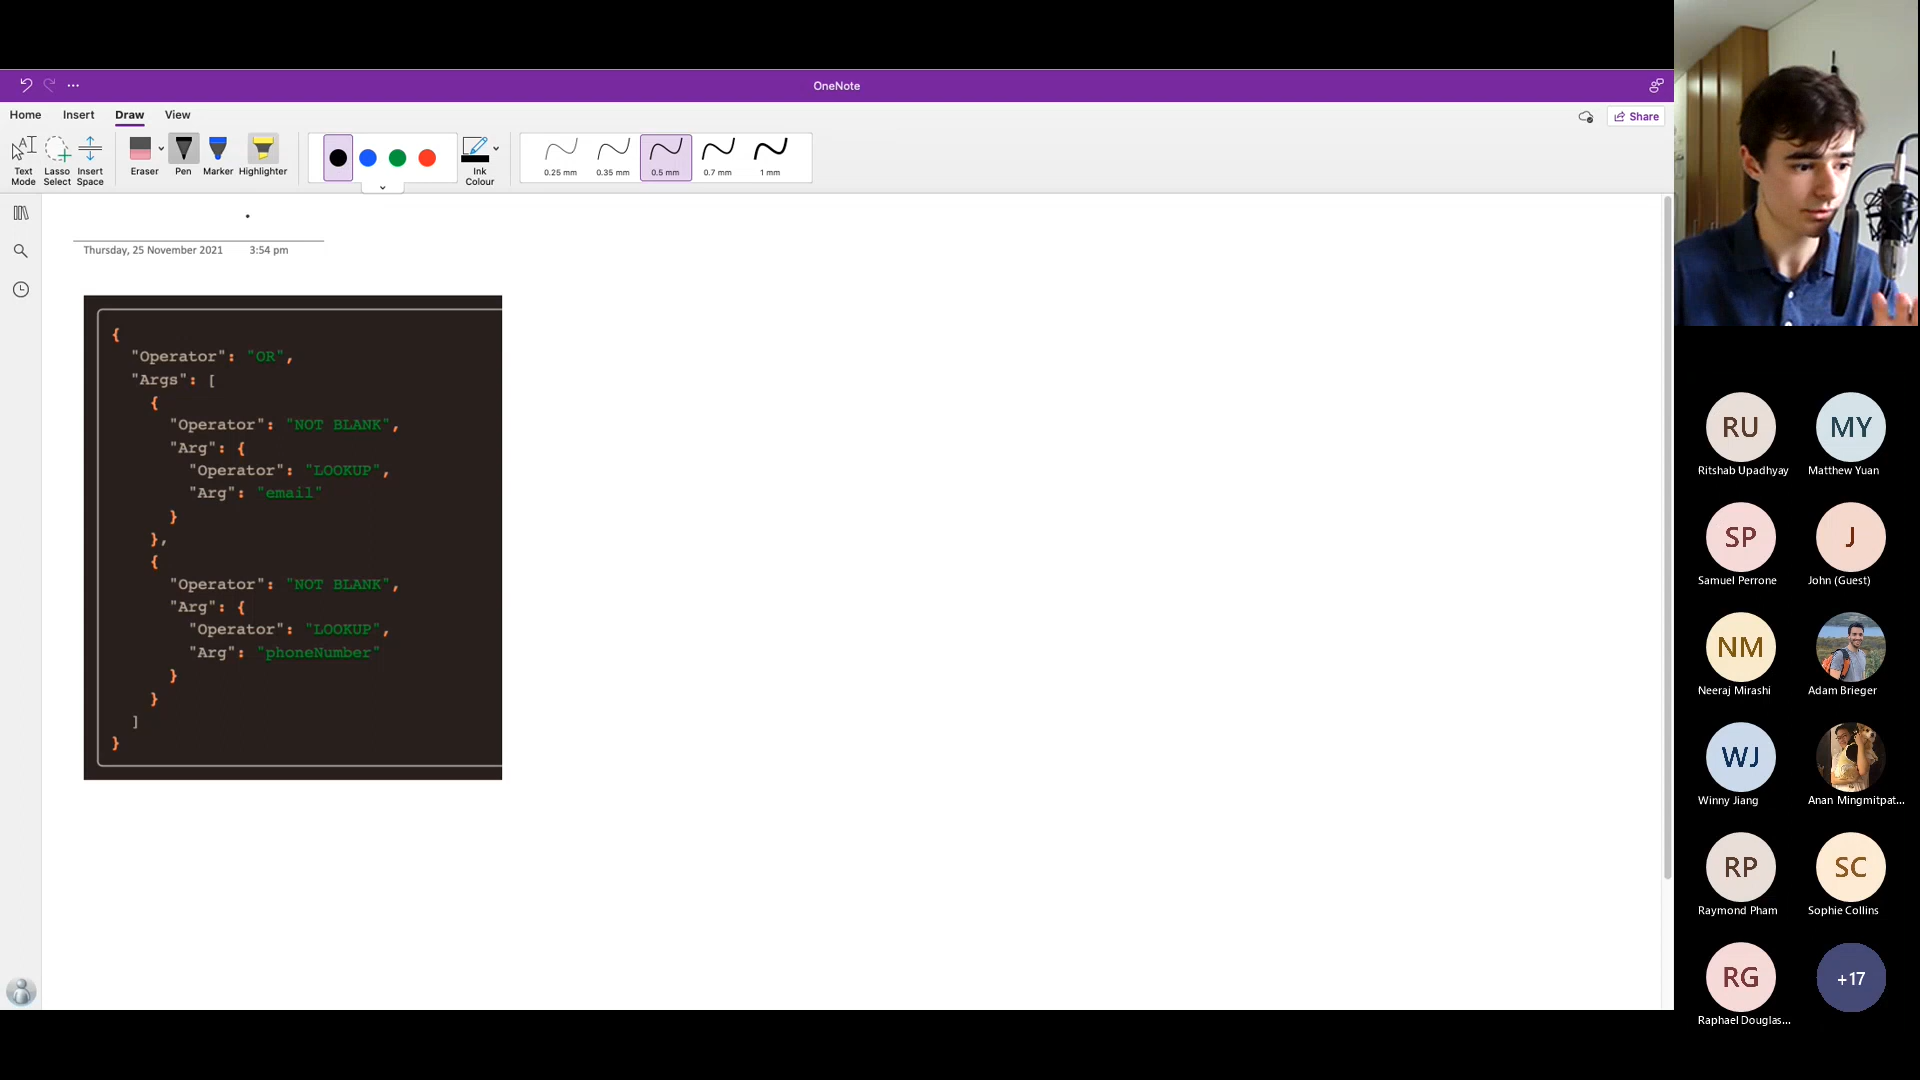 OneNote
Home Insert Draw View
Share
Text Mode
Lasso Select
Insert Space
Eraser
Pen
Marker
Highlighter
Ink Colour
0.25 mm
0.35 mm
0.5 mm
0.7 mm
1 mm
Thursday, 25 November 2021 3:54 pm
{
"Operator": "OR",
"Args": [
{
"Operator": "NOT BLANK",
"Arg": {
"Operator": "LOOKUP",
"Arg": "email"
}
},
{
"Operator": "NOT BLANK",
"Arg": {
"Operator": "LOOKUP",
"Arg": "phoneNumber"
}
}
]
}
RU
Ritshab Upadhyay
MY
Matthew Yuan
SP
Samuel Perrone
J
John (Guest)
NM
Neeraj Mirashi
Adam Brieger
WJ
Winny Jiang
Anan Mingmitpat...
RP
Raymond Pham
SC
Sophie Collins
RG
Raphael Douglas...
+17